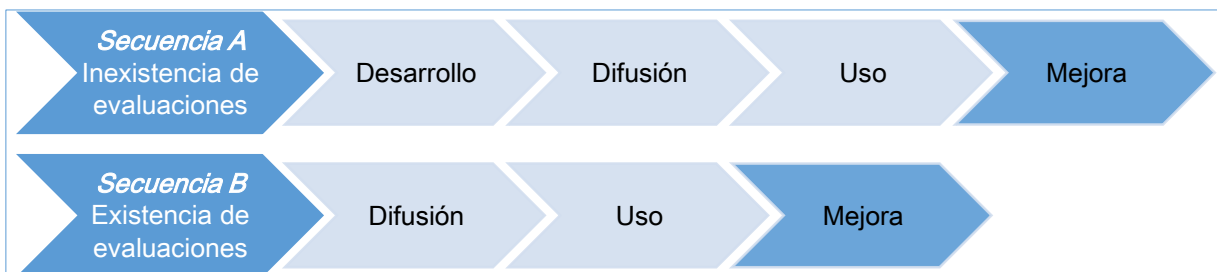 Secuencia A
Inexistencia de
evaluaciones
Desarrollo
Difusión
Uso
Mejora
Secuencia B
Existencia de
evaluaciones
Difusión
Uso
Mejora